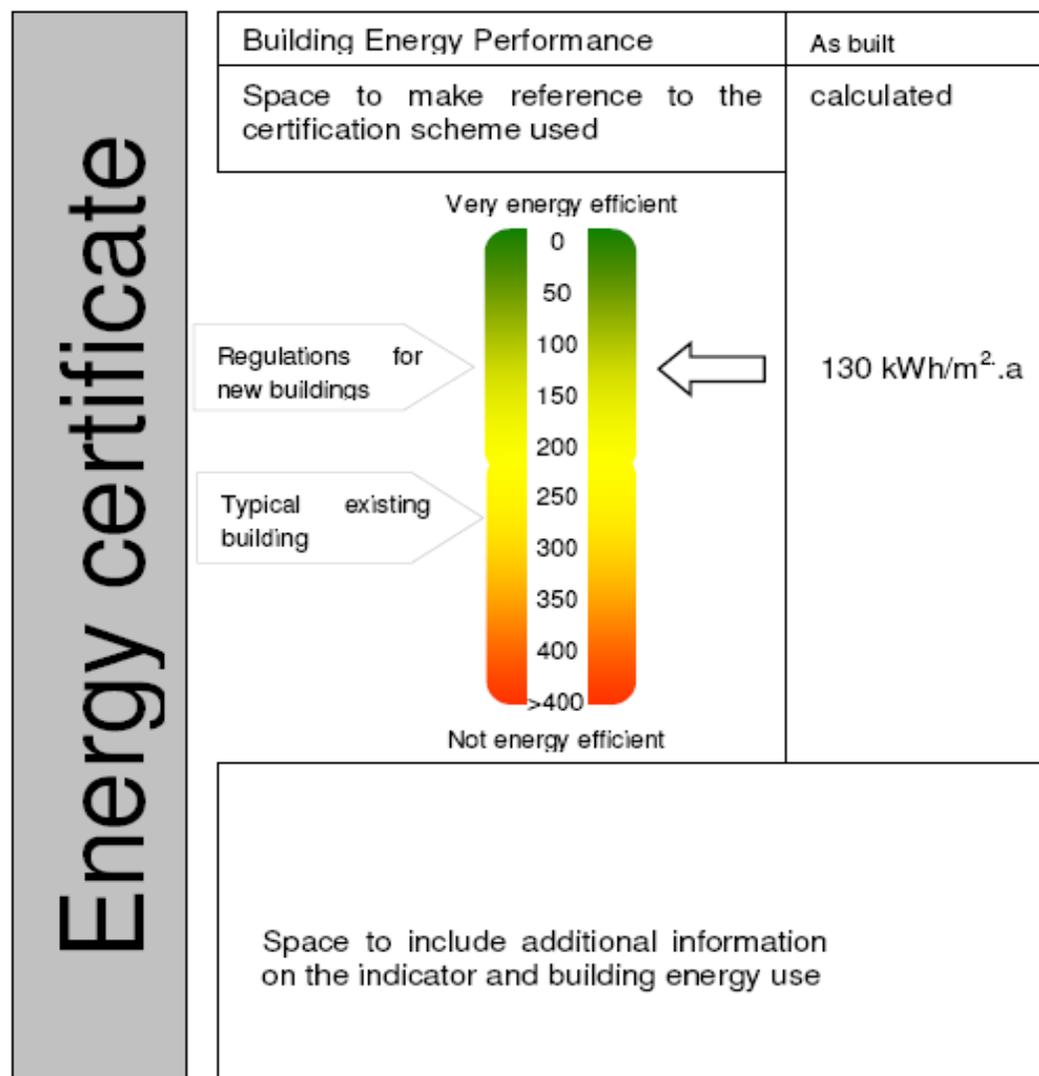 Energy certificate
Building Energy Performance
As built
Space to make reference to the
certification scheme used
calculated
Very energy efficient
0
50
100
150
200
250
300
350
400
>400
Not energy efficient
Regulations for
new buildings
Typical existing
building
130 kWh/m².a
Space to include additional information
on the indicator and building energy use